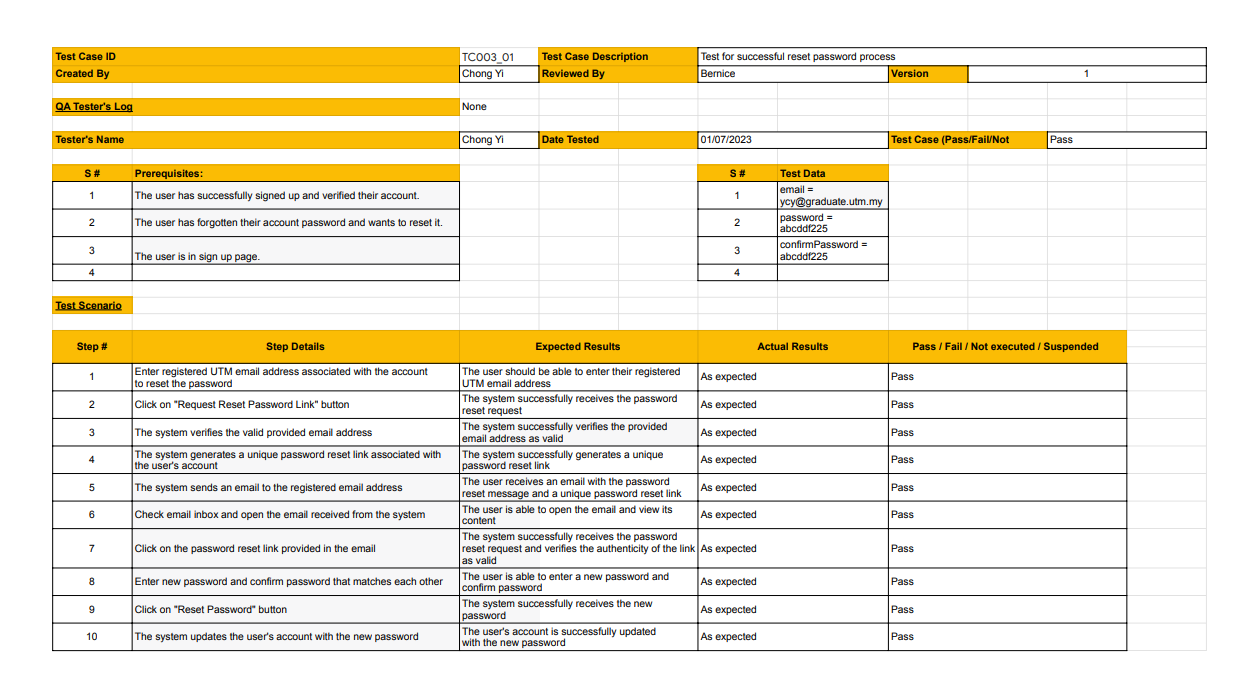 Test Case ID TC003_01 Test Case Description Test for successful reset password process
Created By Chong Yi Reviewed By Bernice Version 1
QA Tester's Log None
Tester's Name Chong Yi Date Tested 01/07/2023 Test Case (Pass/Fail/Not Pass
S # Prerequisites: S # Test Data
1 The user has successfully signed up and verified their account. 1 email =
ycy@graduate.utm.my
2 The user has forgotten their account password and wants to reset it. 2 password =
abcddf225
3 The user is in sign up page. 3 confirmPassword =
abcddf225
4 4
Test Scenario
Step # Step Details Expected Results Actual Results Pass / Fail / Not executed / Suspended
1 Enter registered UTM email address associated with the account
to reset the password
The user should be able to enter their registered
UTM email address
As expected Pass
2 Click on "Request Reset Password Link" button
The system successfully receives the password
reset request
As expected Pass
3 The system verifies the valid provided email address
The system successfully verifies the provided
email address as valid
As expected Pass
4 The system generates a unique password reset link associated with
the user's account
The system successfully generates a unique
password reset link
As expected Pass
5 The system sends an email to the registered email address
The user receives an email with the password
reset message and a unique password reset link
As expected Pass
6 Check email inbox and open the email received from the system
The user is able to open the email and view its
content
As expected Pass
7 Click on the password reset link provided in the email
The system successfully receives the password
reset request and verifies the authenticity of the link
as valid
As expected Pass
8 Enter new password and confirm password that matches each other
The user is able to enter a new password and
confirm password
As expected Pass
9 Click on "Reset Password" button
The system successfully receives the new
password
As expected Pass
10 The system updates the user's account with the new password
The user's account is successfully updated
with the new password
As expected Pass